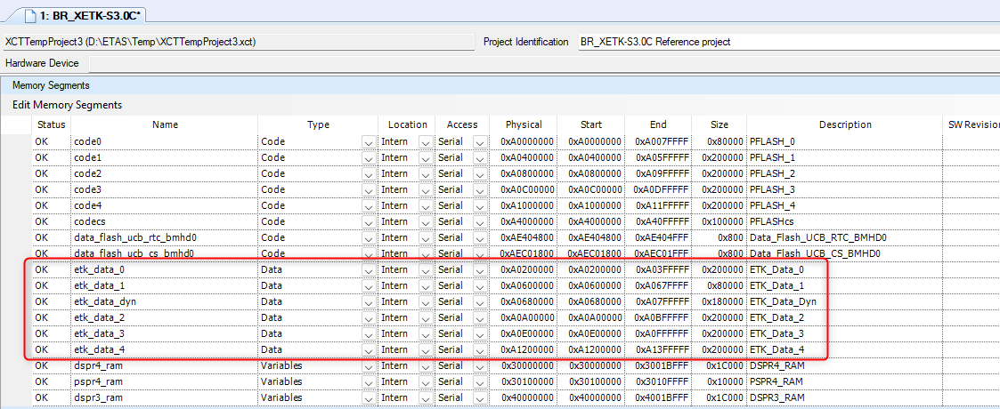 1: BR_XETK-S3.0C*
XCTTempProject3 (D:\ETAS\Temp\XCTTempProject3.xct) Project Identification BR_XETK-S3.0C Reference project
Hardware Device
Memory Segments
Edit Memory Segments
Status Name Type Location Access Physical Start End Size Description SW Revision
OK code0 Code Intern Serial 0xA0000000 0xA0000000 0xA007FFFF 0x80000 PFLASH_0
OK code1 Code Intern Serial 0xA0400000 0xA0400000 0xA05FFFFF 0x200000 PFLASH_1
OK code2 Code Intern Serial 0xA0800000 0xA0800000 0xA09FFFFF 0x200000 PFLASH_2
OK code3 Code Intern Serial 0xA0C00000 0xA0C00000 0xA0DFFFFF 0x200000 PFLASH_3
OK code4 Code Intern Serial 0xA1000000 0xA1000000 0xA11FFFFF 0x200000 PFLASH_4
OK codecs Code Intern Serial 0xA4000000 0xA4000000 0xA40FFFFF 0x100000 PFLASHcs
OK data_flash_ucb_rtc_bmhd0 Code Intern Serial 0xAE404800 0xAE404800 0xAE404FFF 0x800 Data_Flash_UCB_RTC_BMHD0
OK data_flash_ucb_cs_bmhd0 Code Intern Serial 0xAEC01800 0xAEC01800 0xAEC01FFF 0x800 Data_Flash_UCB_CS_BMHD0
OK etk_data_0 Data Intern Serial 0xA0200000 0xA0200000 0xA03FFFFF 0x200000 ETK_Data_0
OK etk_data_1 Data Intern Serial 0xA0600000 0xA0600000 0xA067FFFF 0x80000 ETK_Data_1
OK etk_data_dyn Data Intern Serial 0xA0680000 0xA0680000 0xA07FFFFF 0x180000 ETK_Data_Dyn
OK etk_data_2 Data Intern Serial 0xA0A00000 0xA0A00000 0xA0BFFFFF 0x200000 ETK_Data_2
OK etk_data_3 Data Intern Serial 0xA0E00000 0xA0E00000 0xA0FFFFFF 0x200000 ETK_Data_3
OK etk_data_4 Data Intern Serial 0xA1200000 0xA1200000 0xA13FFFFF 0x200000 ETK_Data_4
OK dspr4_ram Variables Intern Serial 0x30000000 0x30000000 0x3001BFFF 0x1C000 DSPR4_RAM
OK pspr4_ram Variables Intern Serial 0x30100000 0x30100000 0x3010FFFF 0x10000 PSPR4_RAM
OK dspr3_ram Variables Intern Serial 0x40000000 0x40000000 0x4001BFFF 0x1C000 DSPR3_RAM